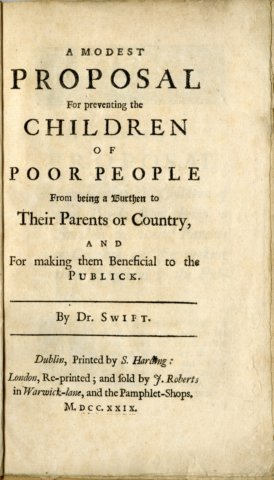 A MODEST
PROPOSAL
For preventing the
CHILDREN
OF
POOR PEOPLE
From being a Burthen to
Their Parents or Country,
AND
For making them Beneficial to the
PUBLICK.
By Dr. SWIFT.
Dublin, Printed by S. Harding:
London, Re-printed; and sold by J. Roberts
in Warwick-lane, and the Pamphlet-Shops.
M.DCC.XXIX.